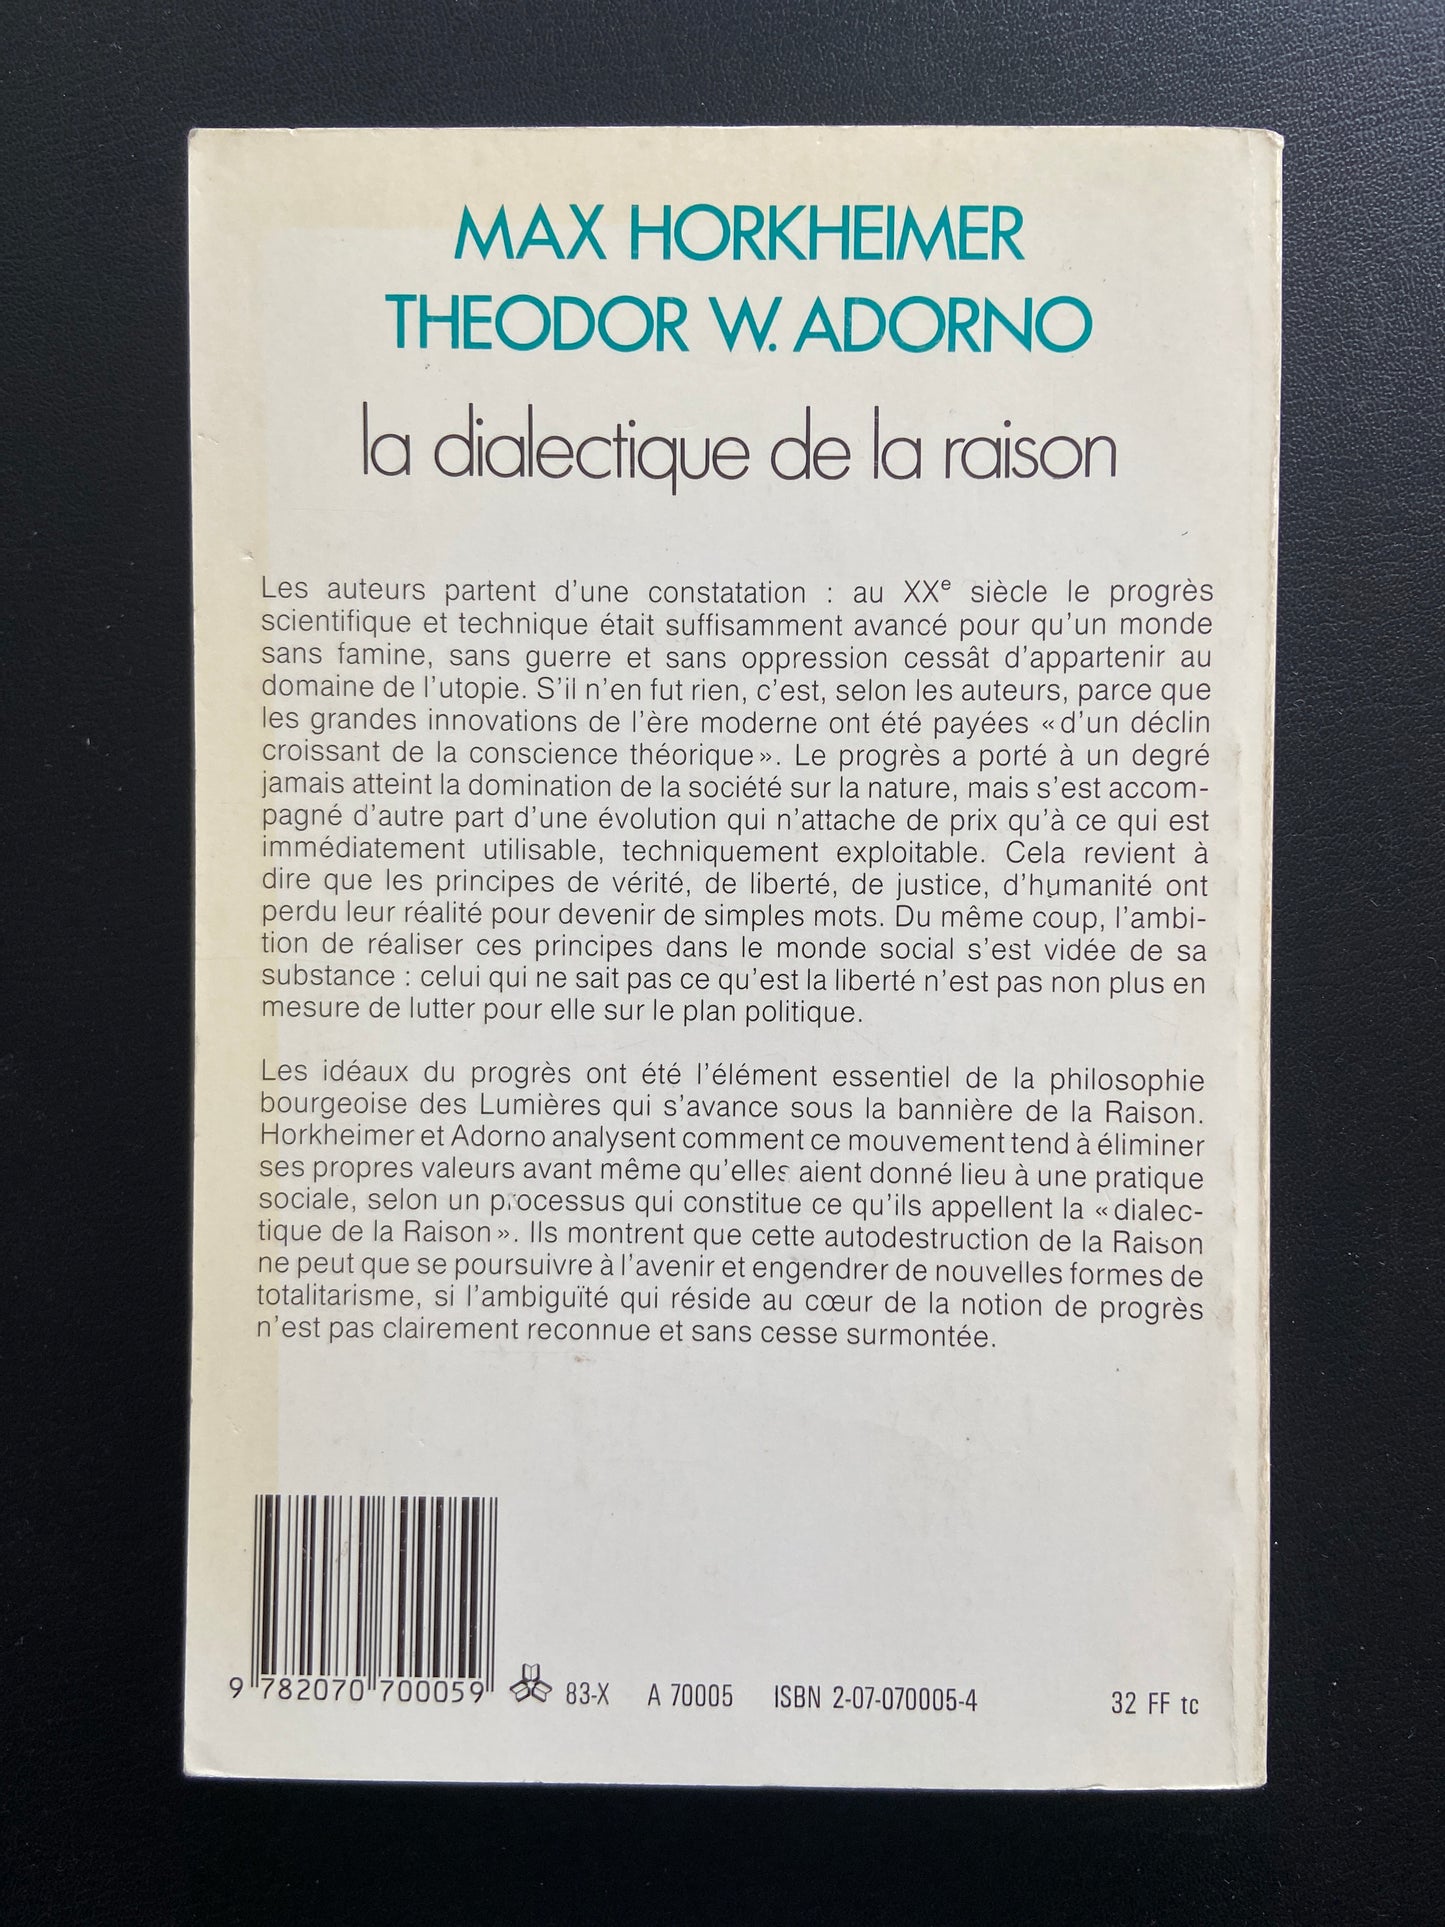 MAX HORKHEIMER
THEODOR W. ADORNO
la dialectique de la raison
Les auteurs partent d'une constatation : au XXe siècle le progrès
scientifique et technique était suffisamment avancé pour qu'un monde
sans famine, sans guerre et sans oppression cessât d'appartenir au
domaine de l'utopie. S'il n'en fut rien, c'est, selon les auteurs, parce que
les grandes innovations de l'ère moderne ont été payées « d'un déclin
croissant de la conscience théorique ». Le progrès a porté à un degré
jamais atteint la domination de la société sur la nature, mais s'est accom-
pagné d'autre part d'une évolution qui n'attache de prix qu'à ce qui est
immédiatement utilisable, techniquement exploitable. Cela revient à
dire que les principes de vérité, de liberté, de justice, d'humanité ont
perdu leur réalité pour devenir de simples mots. Du même coup, l'ambi-
tion de réaliser ces principes dans le monde social s'est vidée de sa
substance : celui qui ne sait pas ce qu'est la liberté n'est pas non plus en
mesure de lutter pour elle sur le plan politique.
Les idéaux du progrès ont été l'élément essentiel de la philosophie
bourgeoise des Lumières qui s'avance sous la bannière de la Raison.
Horkheimer et Adorno analysent comment ce mouvement tend à éliminer
ses propres valeurs avant même qu'elles aient donné lieu à une pratique
sociale, selon un processus qui constitue ce qu'ils appellent la « dialec-
tique de la Raison ». Ils montrent que cette autodestruction de la Raison
ne peut que se poursuivre à l'avenir et engendrer de nouvelles formes de
totalitarisme, si l'ambiguïté qui réside au cœur de la notion de progrès
n'est pas clairement reconnue et sans cesse surmontée.
9 782070 700059 83-X A 70005 ISBN 2-07-070005-4 32 FF tc